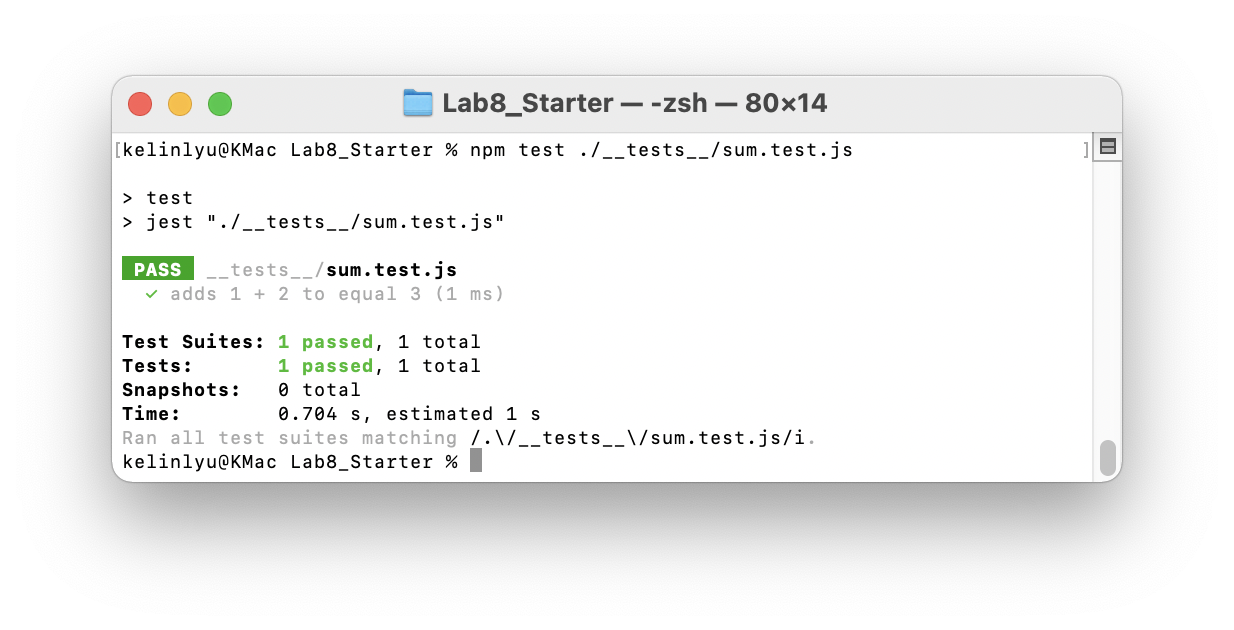 Lab8_Starter — -zsh — 80×14
[kelinlyu@KMac Lab8_Starter % npm test ./__tests__/sum.test.js ]
> test
> jest "./__tests__/sum.test.js"
PASS __tests__/sum.test.js
✓ adds 1 + 2 to equal 3 (1 ms)
Test Suites: 1 passed, 1 total
Tests: 1 passed, 1 total
Snapshots: 0 total
Time: 0.704 s, estimated 1 s
Ran all test suites matching /.\/__tests__\/sum.test.js/i.
kelinlyu@KMac Lab8_Starter %